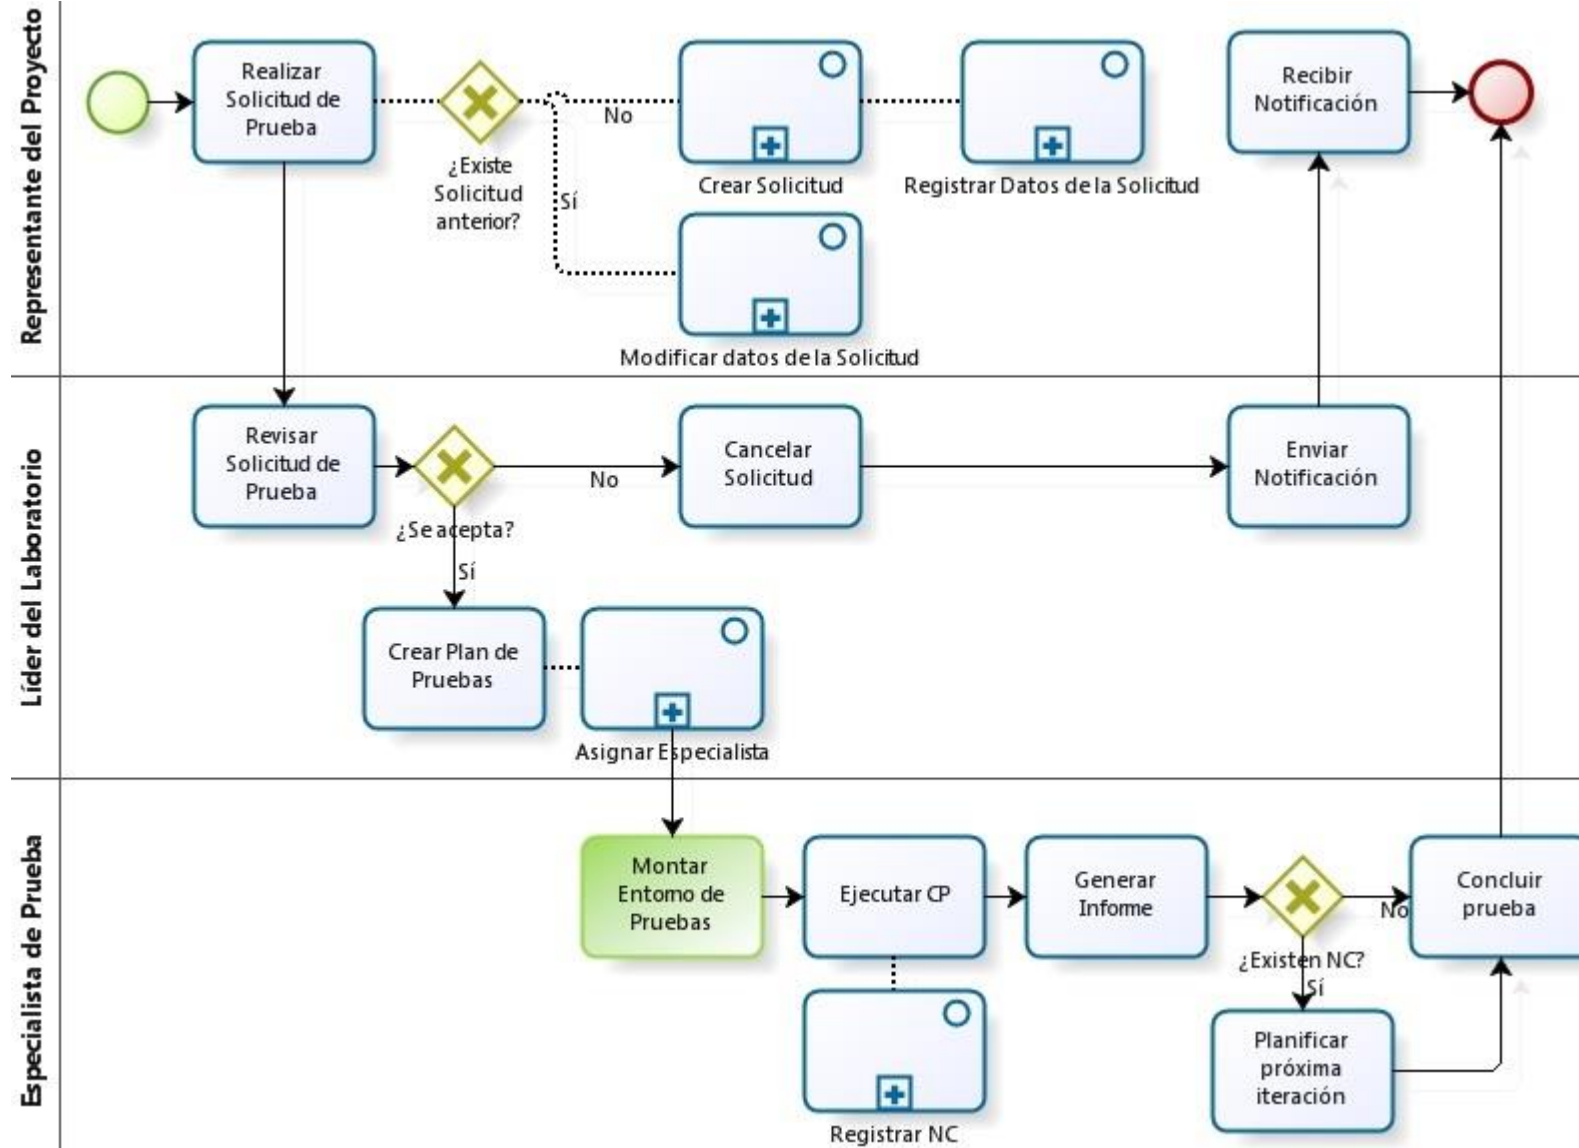 Representante del Proyecto
Realizar
Solicitud de
Prueba
¿Existe
Solicitud
anterior?
No
Sí
Crear Solicitud
Registrar Datos de la Solicitud
Modificar datos de la Solicitud
Recibir
Notificación
Líder del Laboratorio
Revisar
Solicitud de
Prueba
¿Se acepta?
No
Sí
Cancelar
Solicitud
Enviar
Notificación
Crear Plan de
Pruebas
Asignar Especialista
Especialista de Prueba
Montar
Entorno de
Pruebas
Ejecutar CP
Registrar NC
Generar
Informe
¿Existen NC?
No
Sí
Concluir
prueba
Planificar
próxima
iteración